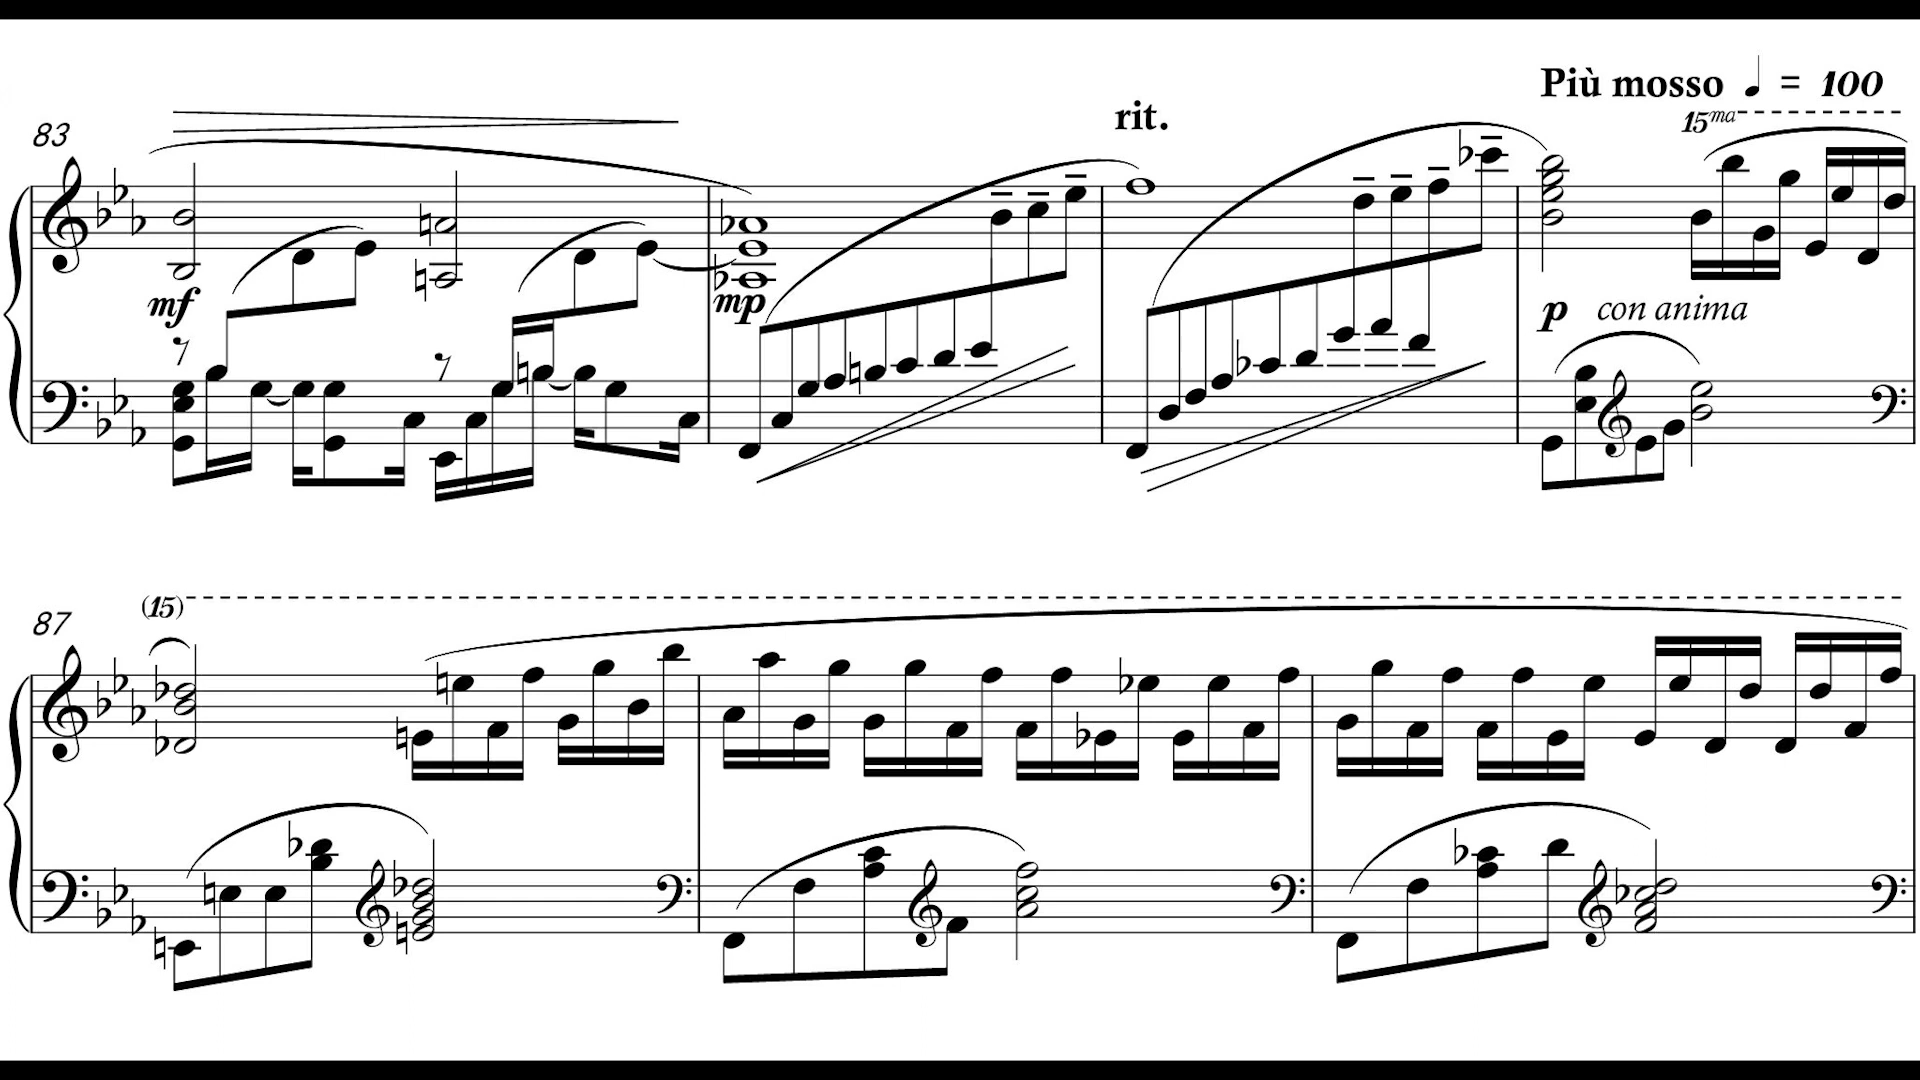 Più mosso ♩ = 100
rit.
15ma
83
mf
mp
p con anima
(15)
87